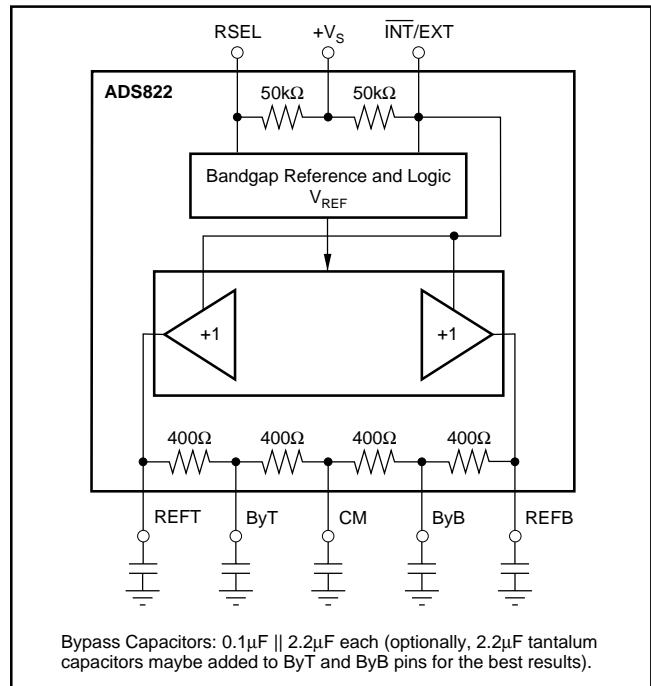 RSEL +VS INT/EXT
ADS822
50kΩ 50kΩ
Bandgap Reference and Logic
VREF
+1 +1
400Ω 400Ω 400Ω 400Ω
REFT ByT CM ByB REFB
Bypass Capacitors: 0.1µF || 2.2µF each (optionally, 2.2µF tantalum
capacitors maybe added to ByT and ByB pins for the best results).